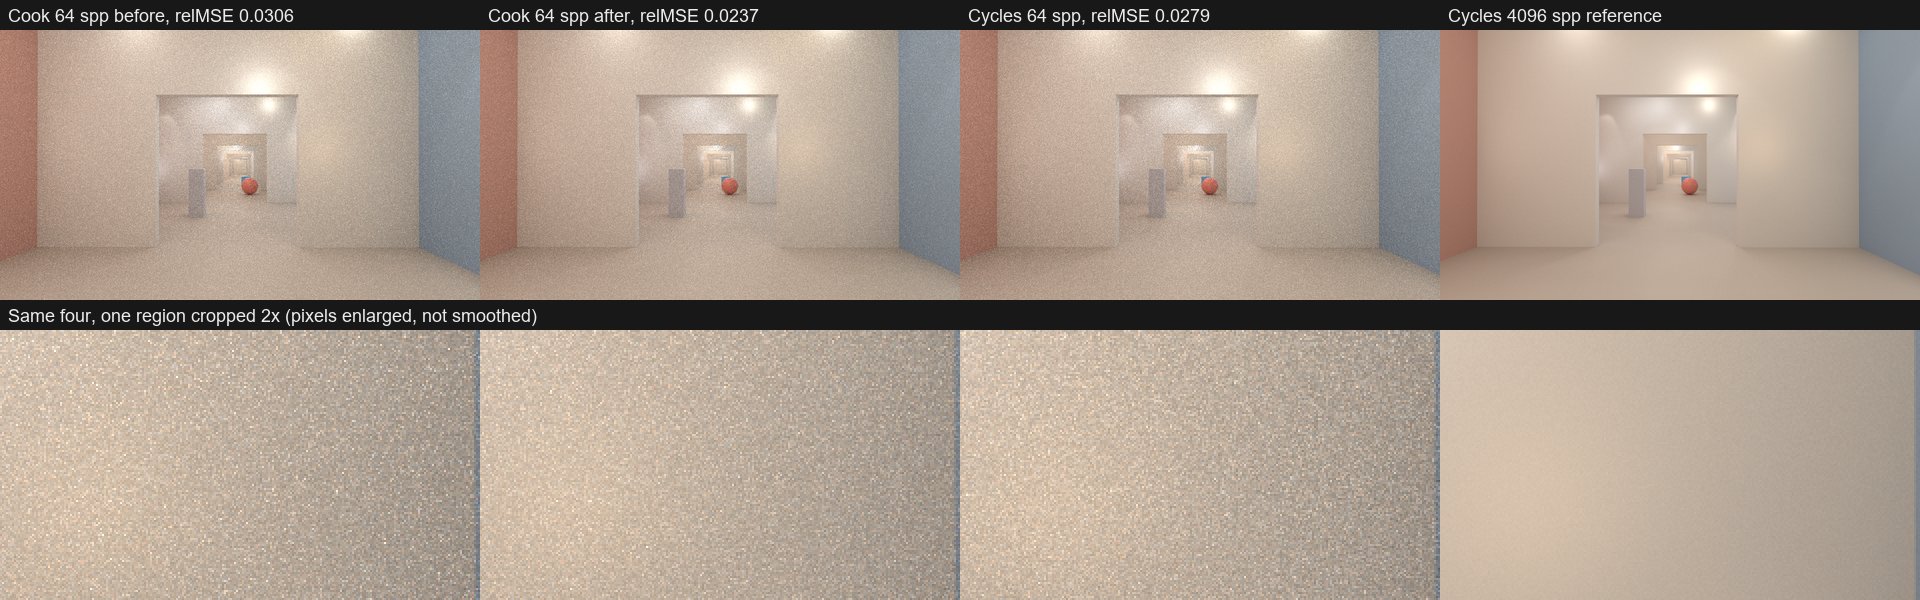 Cook 64 spp before, relMSE 0.0306
Cook 64 spp after, relMSE 0.0237
Cycles 64 spp, relMSE 0.0279
Cycles 4096 spp reference
Same four, one region cropped 2x (pixels enlarged, not smoothed)